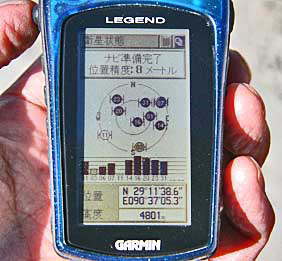 LEGEND
衛星状態
ナビ準備完了
位置精度: 8 メートル
N
位置
N 29°11'38.6"
E090°37'05.3"
高度
4801m
GARMIN